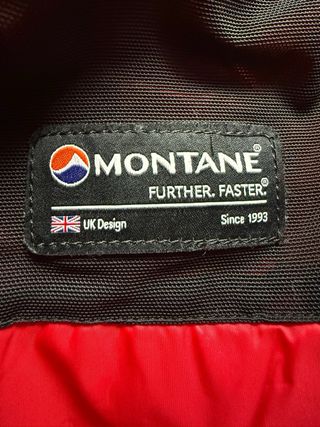 MONTANE®
FURTHER. FASTER.®
UK Design Since 1993